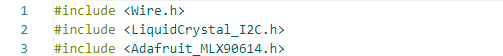 1 #include <Wire.h>
2 #include <LiquidCrystal_I2C.h>
3 #include <Adafruit_MLX90614.h>